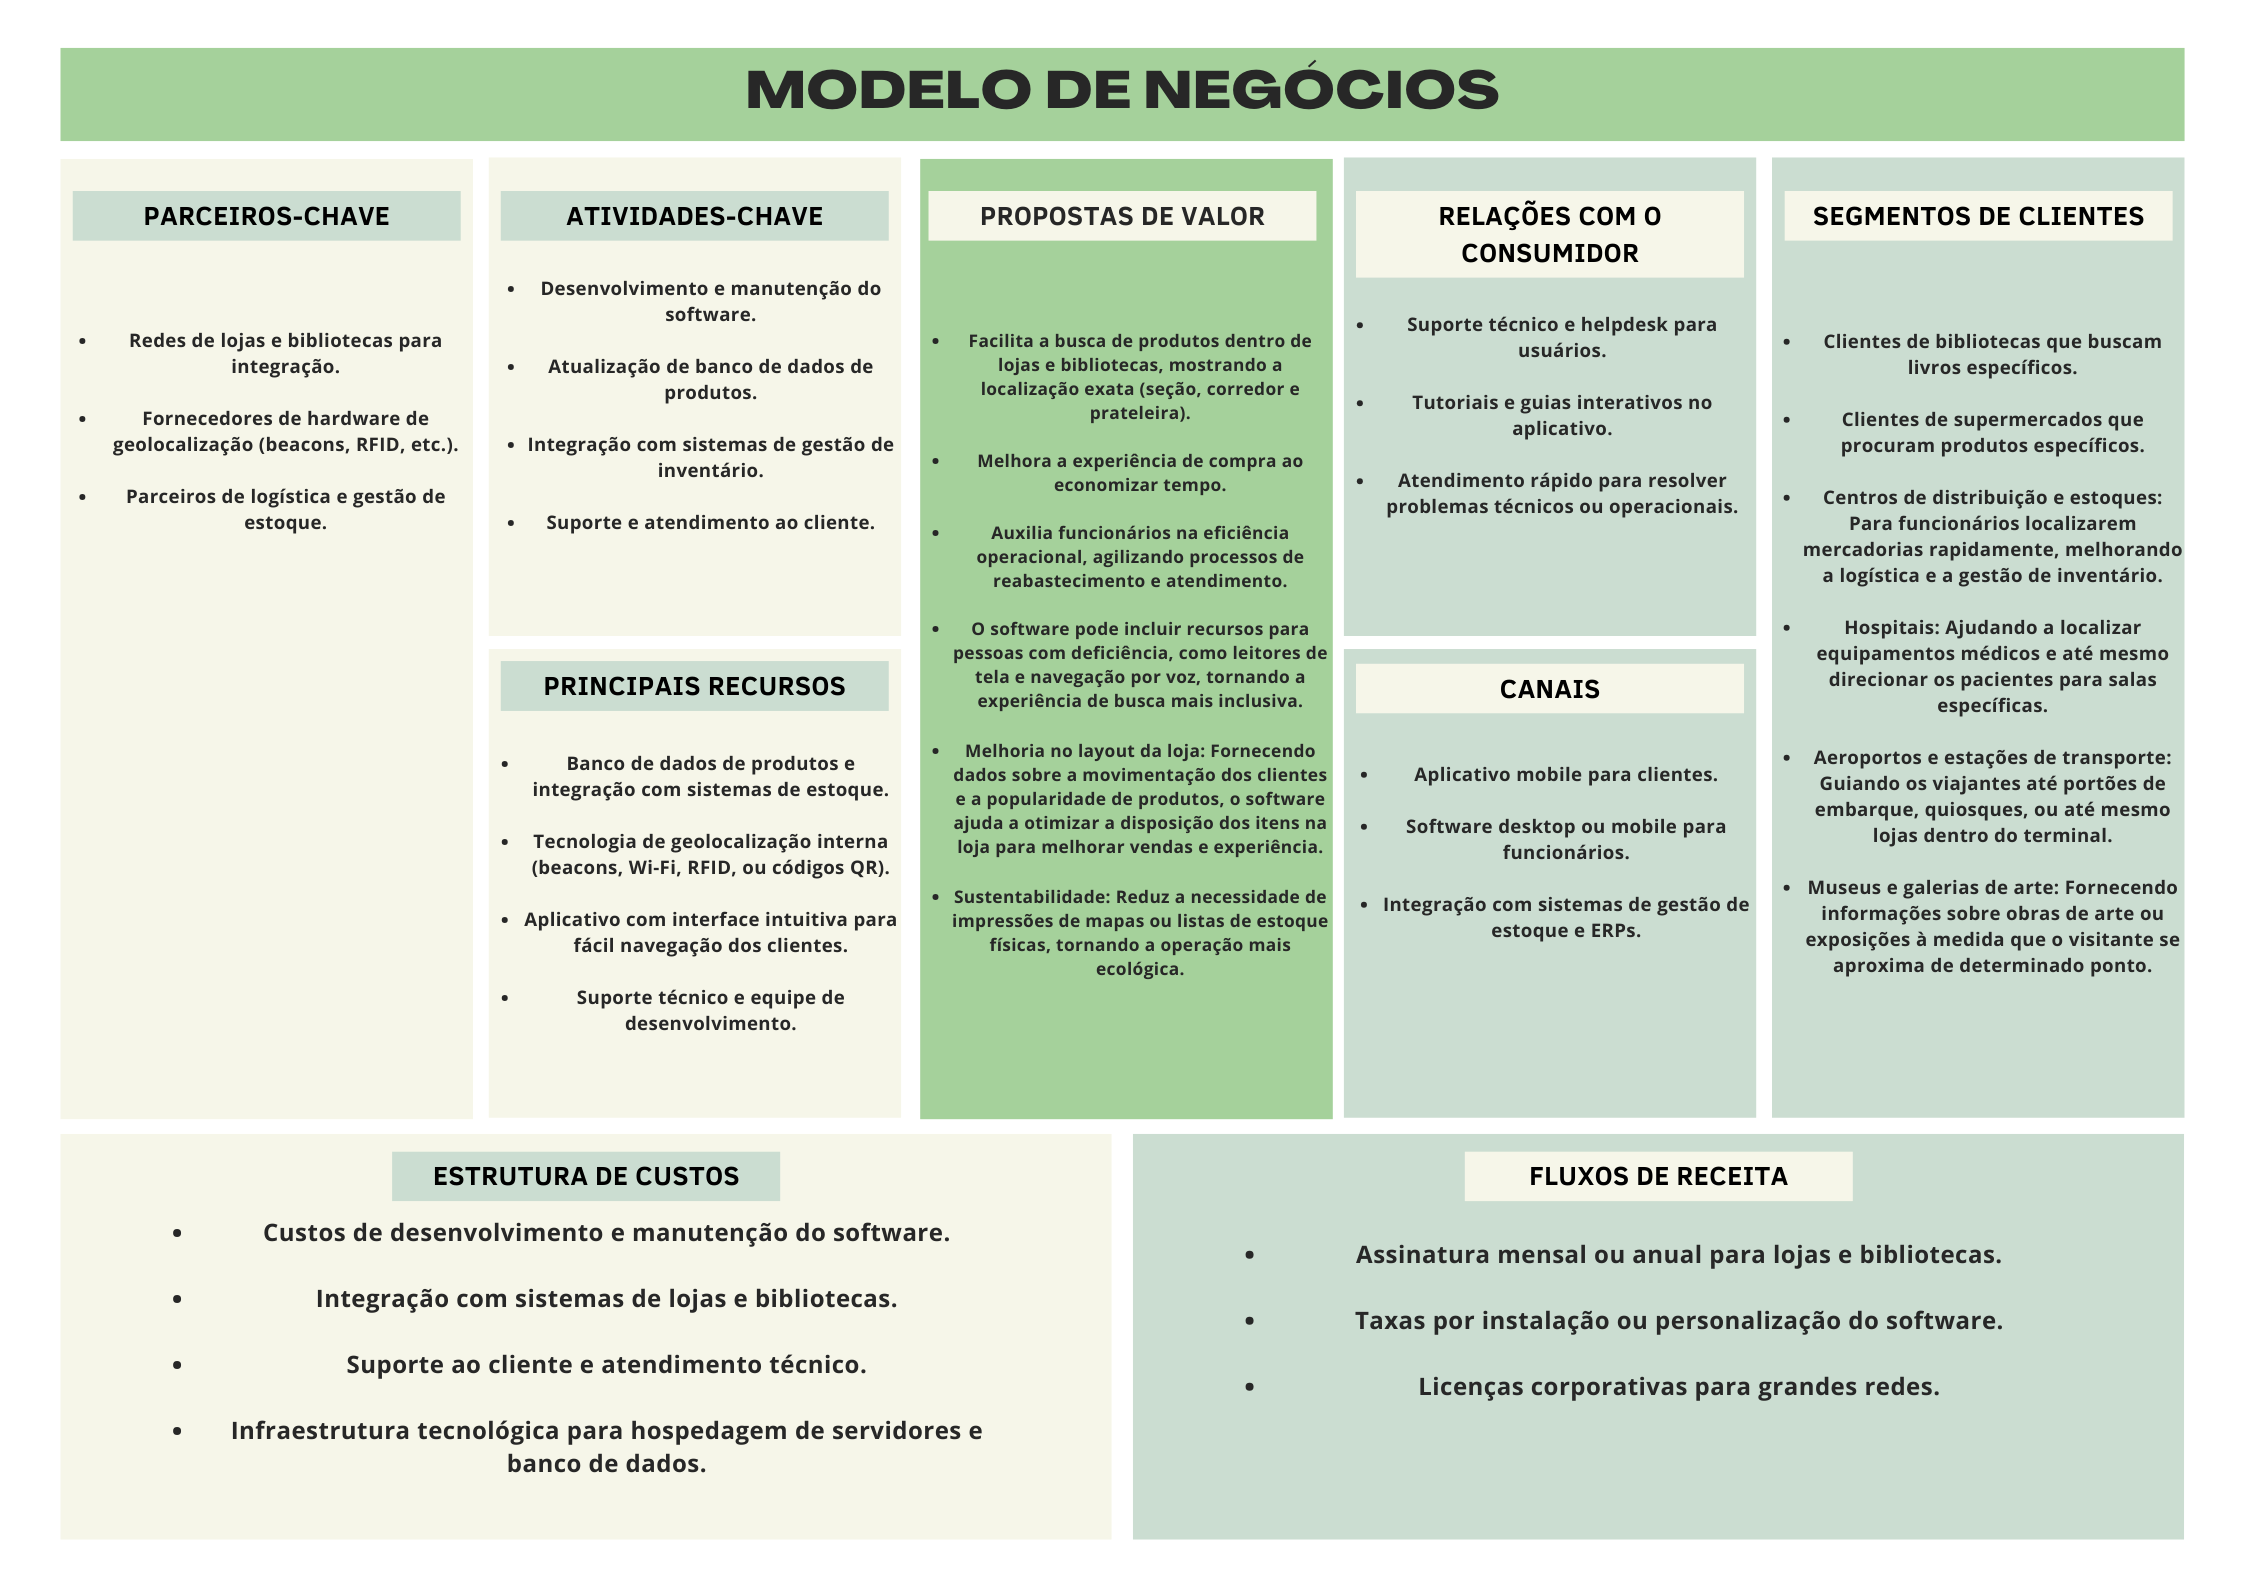 MODELO DE NEGÓCIOS
PARCEIROS-CHAVE
• Redes de lojas e bibliotecas para
integração.
• Fornecedores de hardware de
geolocalização (beacons, RFID, etc.).
• Parceiros de logística e gestão de
estoque.
ATIVIDADES-CHAVE
• Desenvolvimento e manutenção do
software.
• Atualização de banco de dados de
produtos.
• Integração com sistemas de gestão de
inventário.
• Suporte e atendimento ao cliente.
PRINCIPAIS RECURSOS
• Banco de dados de produtos e
integração com sistemas de estoque.
• Tecnologia de geolocalização interna
(beacons, Wi-Fi, RFID, ou códigos QR).
• Aplicativo com interface intuitiva para
fácil navegação dos clientes.
• Suporte técnico e equipe de
desenvolvimento.
PROPOSTAS DE VALOR
• Facilita a busca de produtos dentro de
lojas e bibliotecas, mostrando a
localização exata (seção, corredor e
prateleira).
• Melhora a experiência de compra ao
economizar tempo.
• Auxilia funcionários na eficiência
operacional, agilizando processos de
reabastecimento e atendimento.
• O software pode incluir recursos para
pessoas com deficiência, como leitores de
tela e navegação por voz, tornando a
experiência de busca mais inclusiva.
• Melhoria no layout da loja: Fornecendo
dados sobre a movimentação dos clientes
e a popularidade de produtos, o software
ajuda a otimizar a disposição dos itens na
loja para melhorar vendas e experiência.
• Sustentabilidade: Reduz a necessidade de
impressões de mapas ou listas de estoque
físicas, tornando a operação mais
ecológica.
RELAÇÕES COM O
CONSUMIDOR
• Suporte técnico e helpdesk para
usuários.
• Tutoriais e guias interativos no
aplicativo.
• Atendimento rápido para resolver
problemas técnicos ou operacionais.
CANAIS
• Aplicativo mobile para clientes.
• Software desktop ou mobile para
funcionários.
• Integração com sistemas de gestão de
estoque e ERPs.
SEGMENTOS DE CLIENTES
• Clientes de bibliotecas que buscam
livros específicos.
• Clientes de supermercados que
procuram produtos específicos.
• Centros de distribuição e estoques:
Para funcionários localizarem
mercadorias rapidamente, melhorando
a logística e a gestão de inventário.
• Hospitais: Ajudando a localizar
equipamentos médicos e até mesmo
direcionar os pacientes para salas
específicas.
• Aeroportos e estações de transporte:
Guiando os viajantes até portões de
embarque, quiosques, ou até mesmo
lojas dentro do terminal.
• Museus e galerias de arte: Fornecendo
informações sobre obras de arte ou
exposições à medida que o visitante se
aproxima de determinado ponto.
ESTRUTURA DE CUSTOS
• Custos de desenvolvimento e manutenção do software.
• Integração com sistemas de lojas e bibliotecas.
• Suporte ao cliente e atendimento técnico.
• Infraestrutura tecnológica para hospedagem de servidores e
banco de dados.
FLUXOS DE RECEITA
• Assinatura mensal ou anual para lojas e bibliotecas.
• Taxas por instalação ou personalização do software.
• Licenças corporativas para grandes redes.